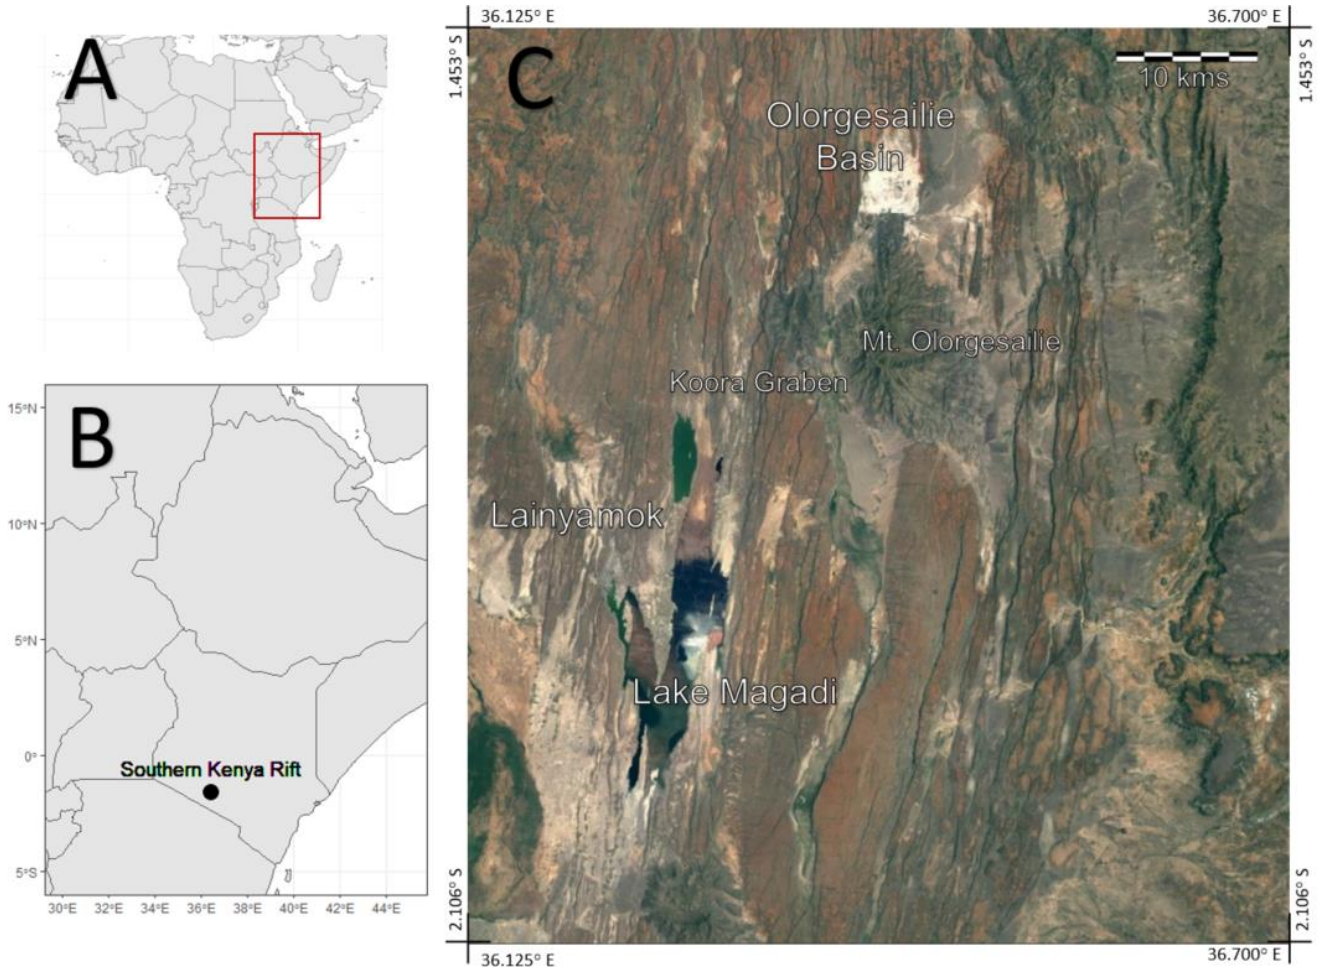 A
B
15°N
10°N
5°N
0°
5°S
30°E 32°E 34°E 36°E 38°E 40°E 42°E 44°E
Southern Kenya Rift
36.125° E
36.700° E
1.453° S
1.453° S
C
10 kms
Olorgesailie
Basin
Mt. Olorgesailie
Koora Graben
Lainyamok
Lake Magadi
2.106° S
2.106° S
36.125° E
36.700° E